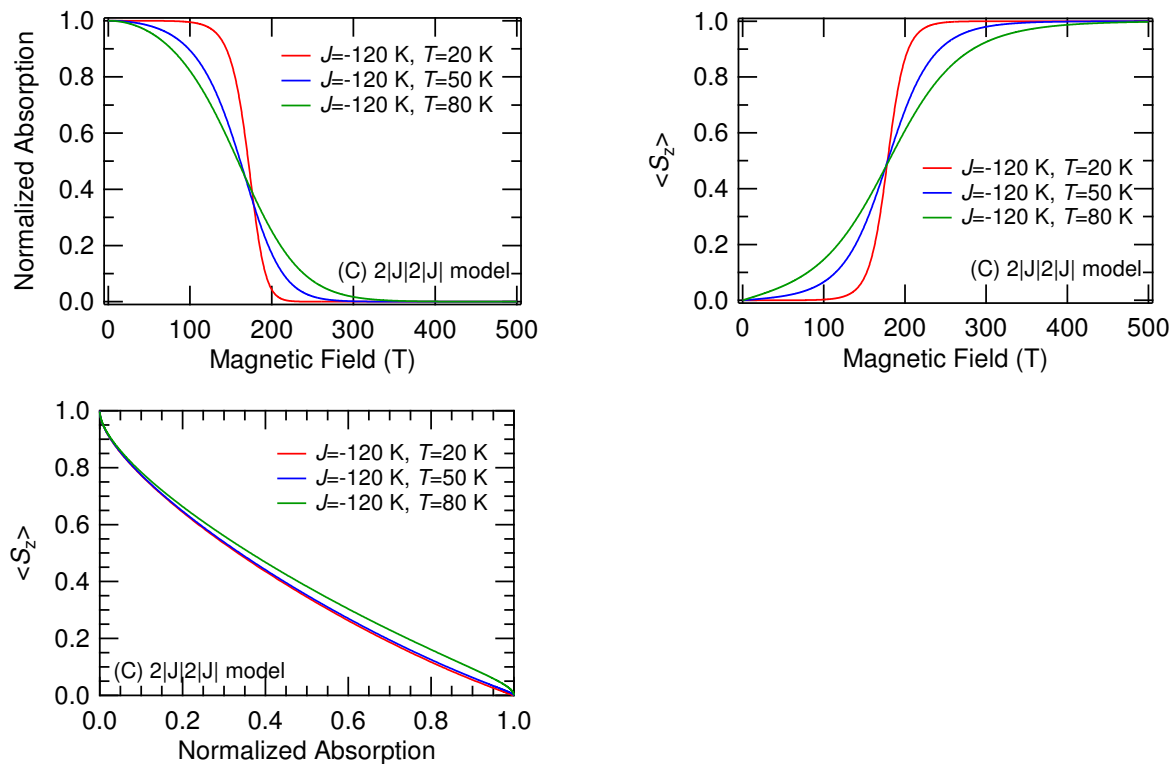 1.0
0.8
0.6
0.4
0.2
0.0
Normalized Absorption
J=-120 K, T=20 K
J=-120 K, T=50 K
J=-120 K, T=80 K
(C) 2|J|2|J| model
0 100 200 300 400 500
Magnetic Field (T)
1.0
0.8
0.6
0.4
0.2
0.0
<Sz>
J=-120 K, T=20 K
J=-120 K, T=50 K
J=-120 K, T=80 K
(C) 2|J|2|J| model
0 100 200 300 400 500
Magnetic Field (T)
1.0
0.8
0.6
0.4
0.2
0.0
<Sz>
J=-120 K, T=20 K
J=-120 K, T=50 K
J=-120 K, T=80 K
(C) 2|J|2|J| model
0.0 0.2 0.4 0.6 0.8 1.0
Normalized Absorption